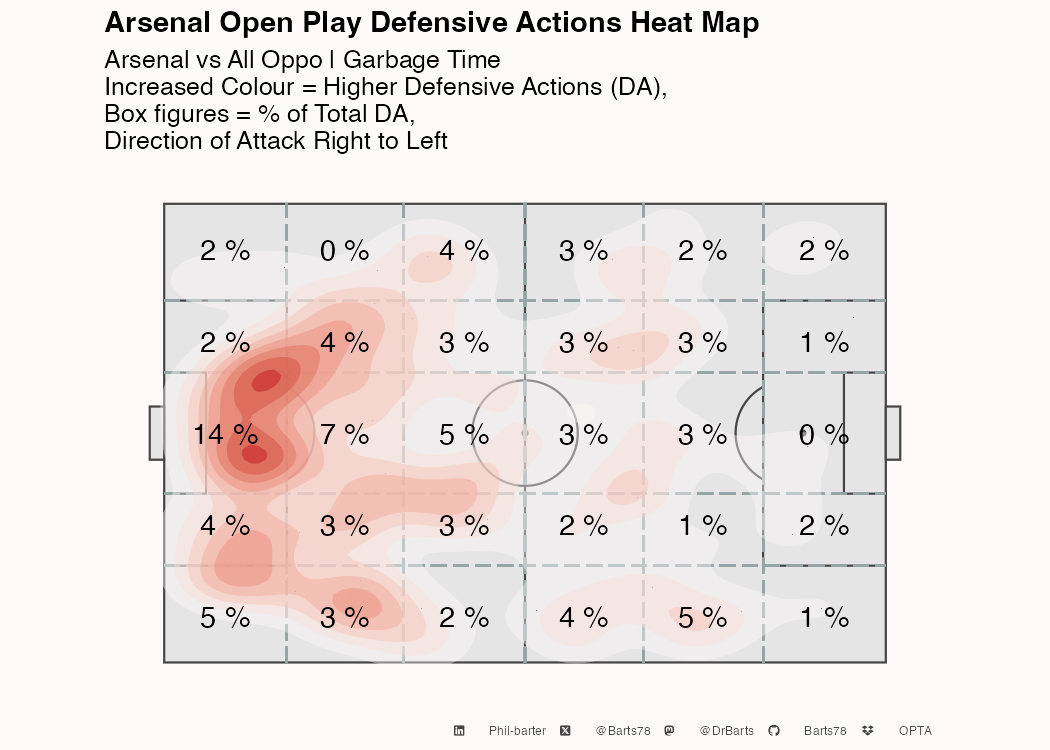 Arsenal Open Play Defensive Actions Heat Map
Arsenal vs All Oppo | Garbage Time
Increased Colour = Higher Defensive Actions (DA),
Box figures = % of Total DA,
Direction of Attack Right to Left
2 % 0 % 4 % 3 % 2 % 2 %
2 % 4 % 3 % 3 % 3 % 1 %
14 % 7 % 5 % 3 % 3 % 0 %
4 % 3 % 3 % 2 % 1 % 2 %
5 % 3 % 2 % 4 % 5 % 1 %
Phil-barter @Barts78 @DrBarts Barts78 OPTA